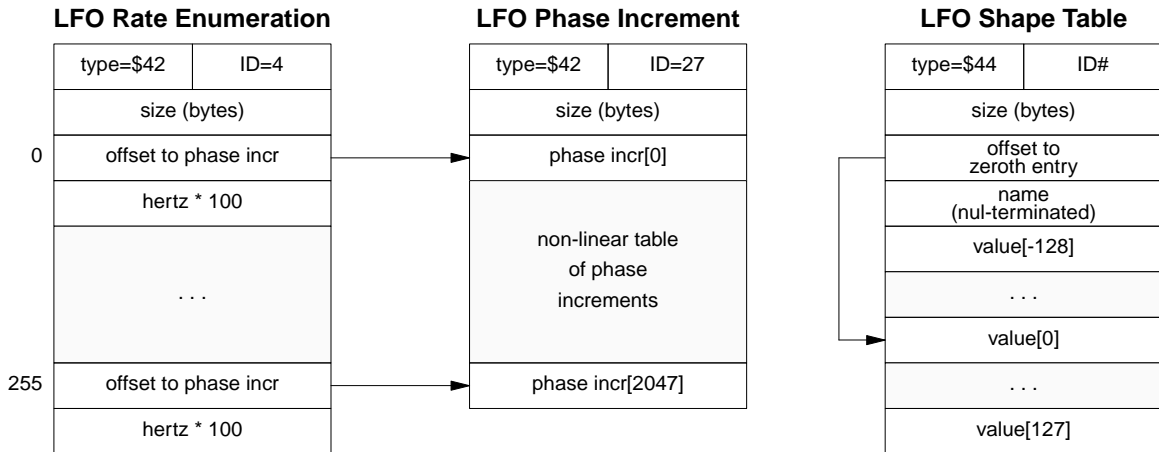 LFO Rate Enumeration
type=$42 ID=4
size (bytes)
0 offset to phase incr
hertz * 100
. . .
255 offset to phase incr
hertz * 100
LFO Phase Increment
type=$42 ID=27
size (bytes)
phase incr[0]
non-linear table
of phase
increments
phase incr[2047]
LFO Shape Table
type=$44 ID#
size (bytes)
offset to
zeroth entry
name
(nul-terminated)
value[-128]
. . .
value[0]
. . .
value[127]